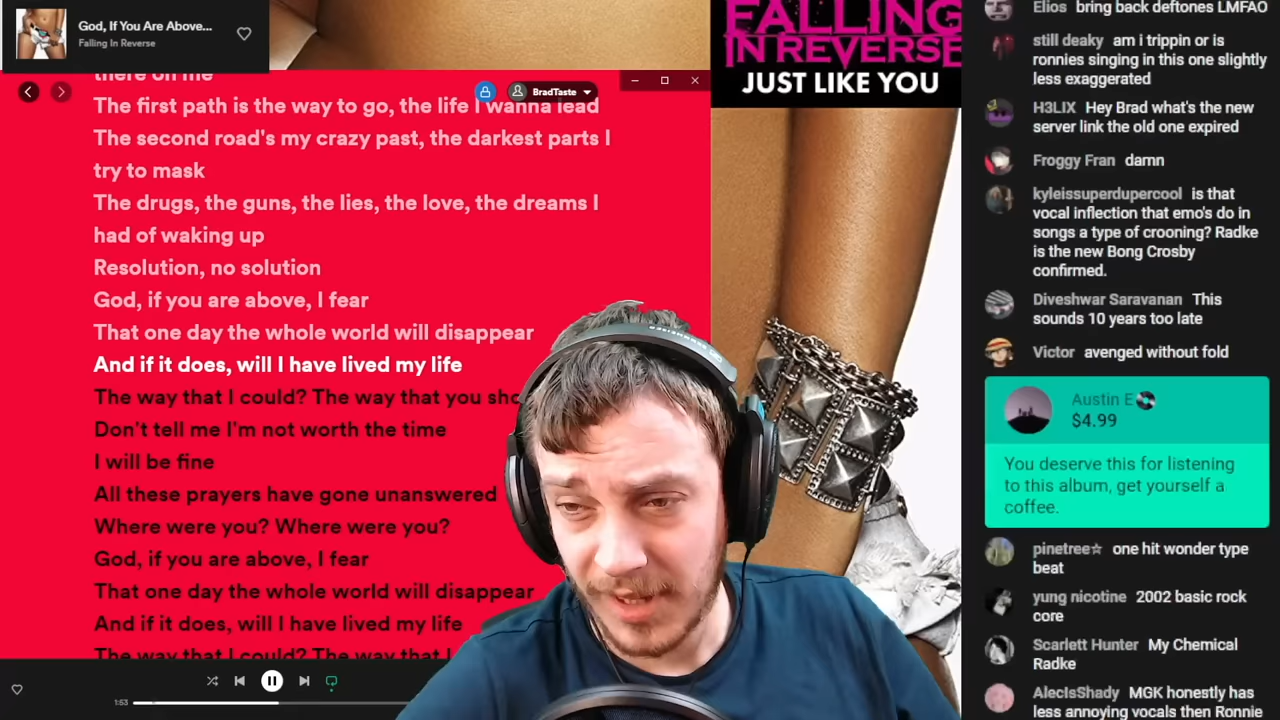 God, If You Are Above...
Falling In Reverse
BradTaste
there on me
The first path is the way to go, the life I wanna lead
The second road's my crazy past, the darkest parts I
try to mask
The drugs, the guns, the lies, the love, the dreams I
had of waking up
Resolution, no solution
God, if you are above, I fear
That one day the whole world will disappear
And if it does, will I have lived my life
The way that I could? The way that you sho
Don't tell me I'm not worth the time
I will be fine
All these prayers have gone unanswered
Where were you? Where were you?
God, if you are above, I fear
That one day the whole world will disappear
And if it does, will I have lived my life
The way that I could? The way that I
1:53
FALLING
IN REVERSE
JUST LIKE YOU
Elios bring back deftones LMFAO
still deaky am i trippin or is
ronnies singing in this one slightly
less exaggerated
H3LIX Hey Brad what's the new
server link the old one expired
Froggy Fran damn
kyleissuperdupercool is that
vocal inflection that emo's do in
songs a type of crooning? Radke
is the new Bong Crosby
confirmed.
Diveshwar Saravanan This
sounds 10 years too late
Victor avenged without fold
Austin E
$4.99
You deserve this for listening
to this album, get yourself a
coffee.
pinetree☆ one hit wonder type
beat
yung nicotine 2002 basic rock
core
Scarlett Hunter My Chemical
Radke
AlecIsShady MGK honestly has
less annoying vocals then Ronnie